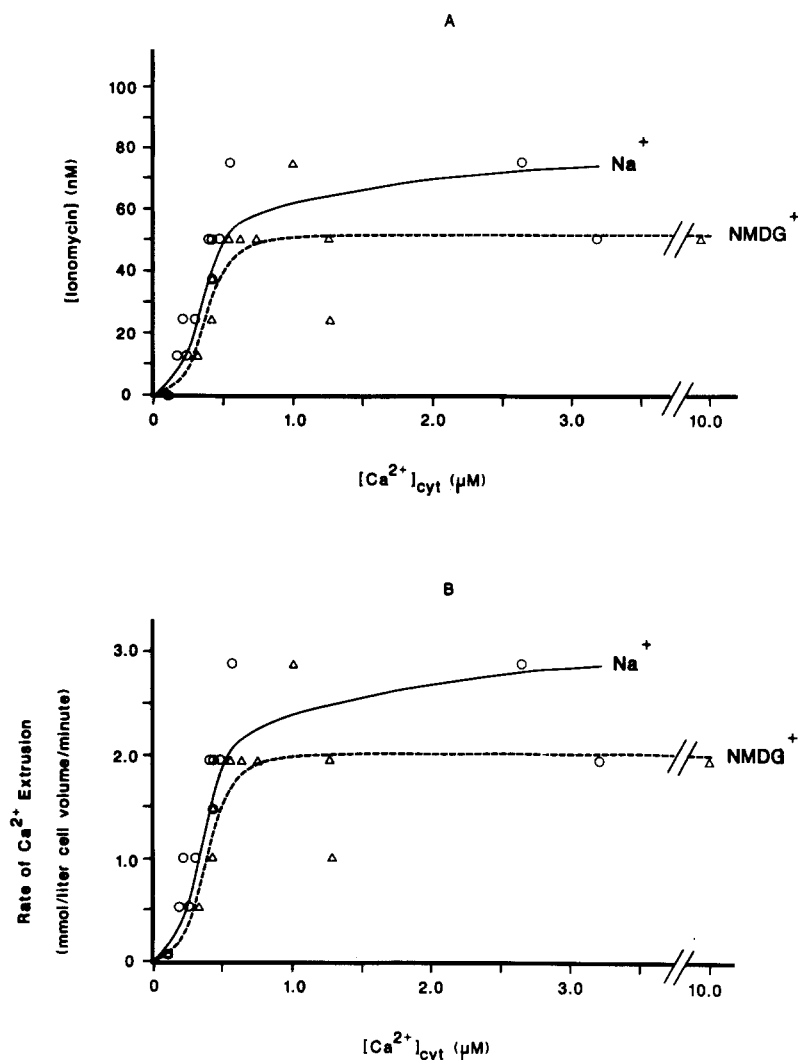 A
[Ionomycin] (nM)
100
80
60
40
20
0
Na+
NMDG+
0 1.0 2.0 3.0 10.0
[Ca2+]cyt (µM)
B
Rate of Ca2+ Extrusion
(mmol/liter cell volume/minute)
3.0
2.0
1.0
0
Na+
NMDG+
0 1.0 2.0 3.0 10.0
[Ca2+]cyt (µM)